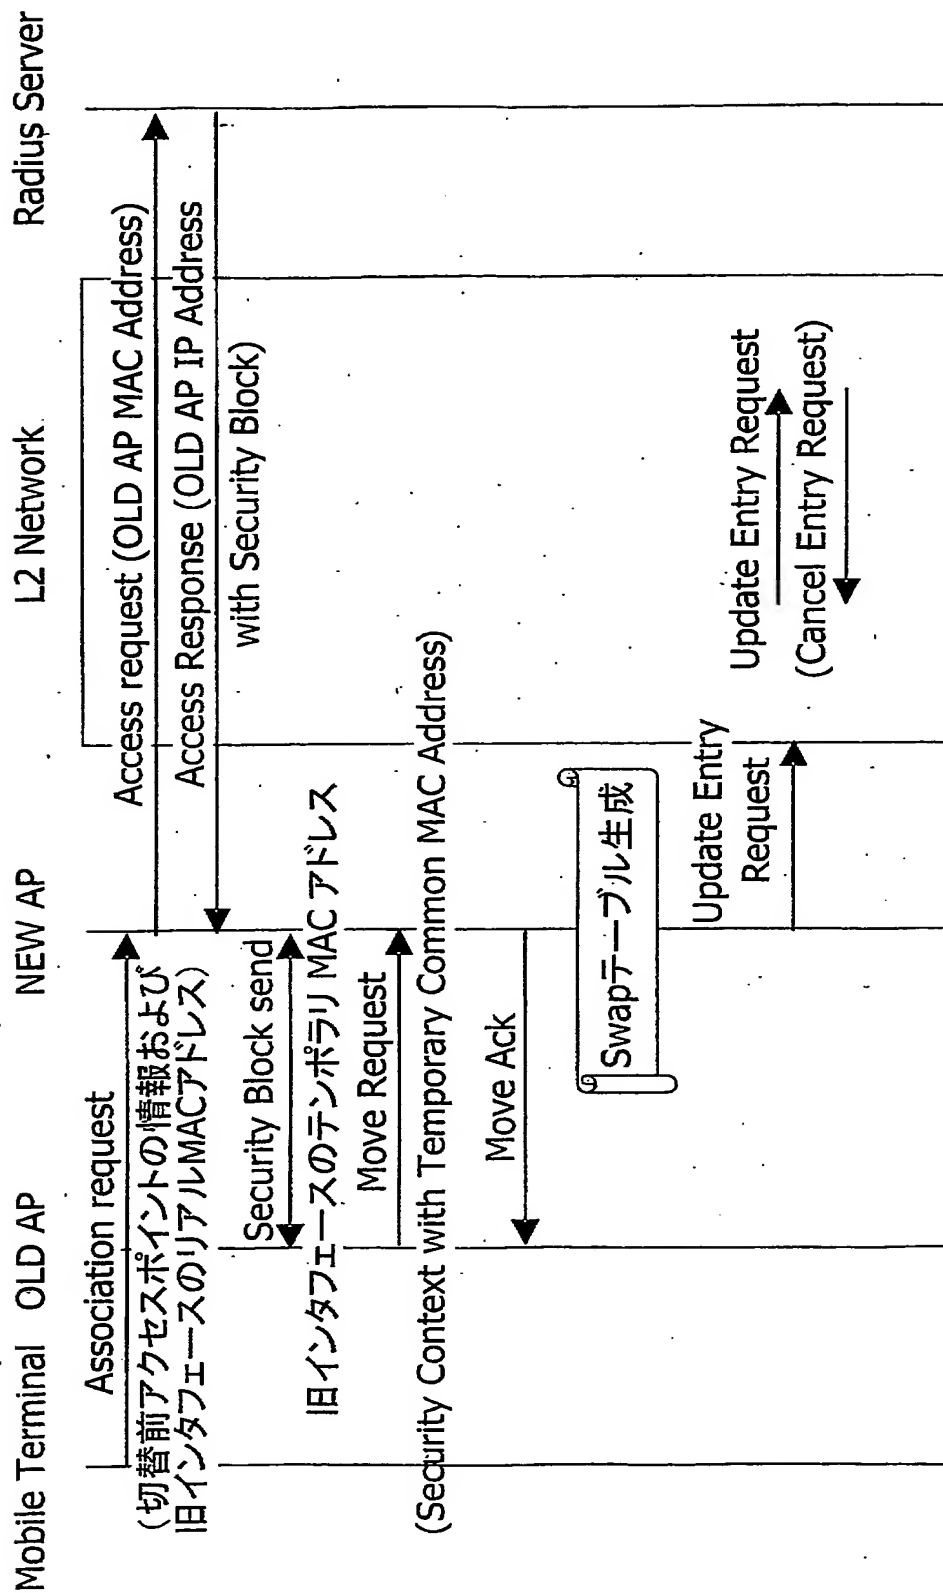 Mobile Terminal
OLD AP
NEW AP
L2 Network
Radius Server
Association request
(切替前アクセスポイントの情報および
旧インタフェースのリアルMACアドレス)
Access request (OLD AP MAC Address)
Access Response (OLD AP IP Address
with Security Block)
Security Block send
旧インタフェースのテンポラリ MAC アドレス
Move Request
(Security Context with Temporary Common MAC Address)
Move Ack
Swapテーブル生成
Update Entry
Request
Update Entry Request
(Cancel Entry Request)